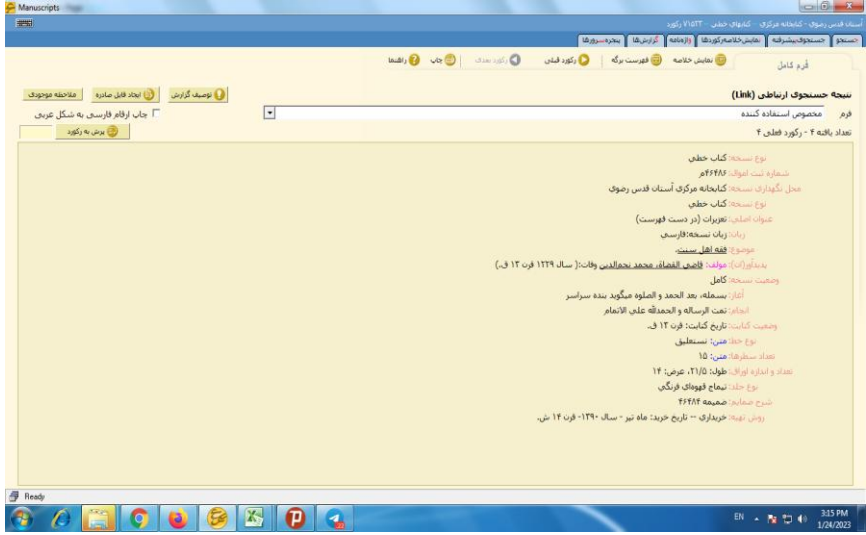 Manuscripts
آستان قدس رضوی - کتابخانه مرکزی - کتابهای خطی - ۷۱۵۳۳ رکورد
جستجو جستجوی‌پیشرفته نمایش‌خلاصه‌رکوردها واژه‌نامه گزارش‌ها پنجره‌سرورها
فُرم کامل نمایش خلاصه فهرست برگه رکورد قبلی رکورد بعدی چاپ راهنما
نتیجه جستجوی ارتباطی (Link) توصیف گزارش ایجاد فایل صادره ملاحظه موجودی
فرم مخصوص استفاده کننده چاپ ارقام فارسی به شکل عربی
تعداد یافته ۴ - رکورد فعلی ۴ پرش به رکورد
نوع نسخه: کتاب خطی
شماره ثبت اموال: ۴۶۴۸۶م
محل نگهداری نسخه: کتابخانه مرکزی آستان قدس رضوی
نوع نسخه: کتاب خطی
عنوان اصلی: تعزیرات (در دست فهرست)
زبان: زبان نسخه:فارسی
موضوع: فقه اهل سنت.
پدیدآور(ان): مولف: قاضی القضاة، محمد نجم‌الدین وفات:( سال ۱۲۲۹ قرن ۱۳ ق.)
وضعیت نسخه: کامل
آغاز: بسمله، بعد الحمد و الصلوه میگوید بنده سراسر
انجام: تمت الرساله و الحمدلله علی الاتمام
وضعیت کتابت: تاریخ کتابت: قرن ۱۳ ق.
نوع خط: متن: نستعلیق
تعداد سطرها: متن: ۱۵
تعداد و اندازه اوراق: طول: ۲۱/۵، عرض: ۱۴
نوع جلد: تیماج قهوه‌ای فرنگی
شرح ضمایم: ضمیمه ۴۶۴۸۴
روش تهیه: خریداری -- تاریخ خرید: ماه تیر - سال ۱۳۹۰- قرن ۱۴ ش.
Ready
EN 3:15 PM
1/24/2023